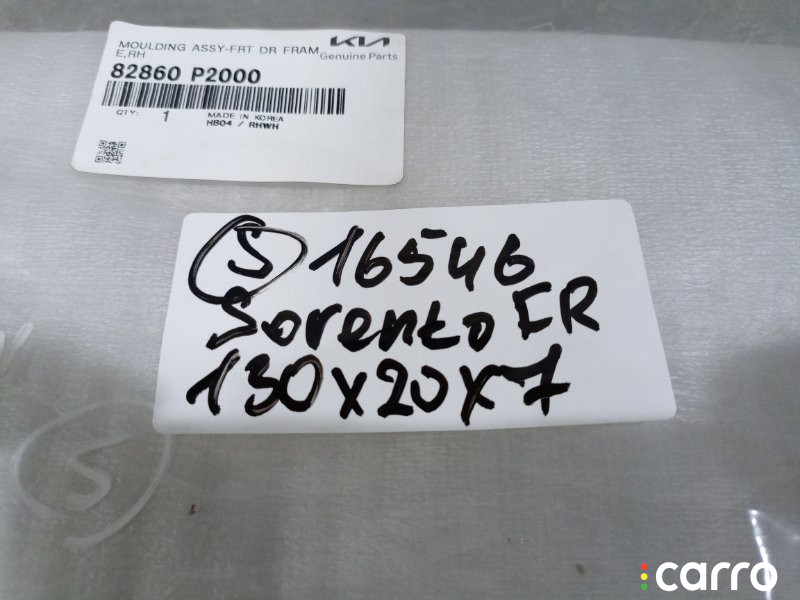 MOULDING ASSY-FRT DR FRAM
E,RH
KIA
Genuine Parts
82860 P2000
QTY: 1
MADE IN KOREA
HB04 / RHWH
S 16546
Sorento FR
130x20x7
S
carro